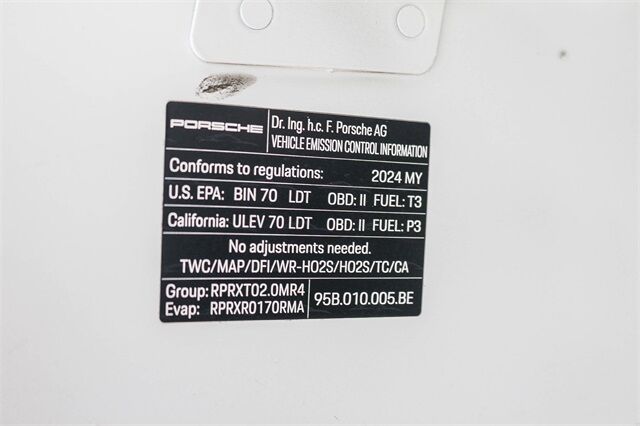 PORSCHE
Dr. Ing. h.c. F. Porsche AG
VEHICLE EMISSION CONTROL INFORMATION
Conforms to regulations: 2024 MY
U.S. EPA: BIN 70 LDT OBD: II FUEL: T3
California: ULEV 70 LDT OBD: II FUEL: P3
No adjustments needed.
TWC/MAP/DFI/WR-HO2S/HO2S/TC/CA
Group: RPRXT02.0MR4
Evap: RPRXR0170RMA
95B.010.005.BE